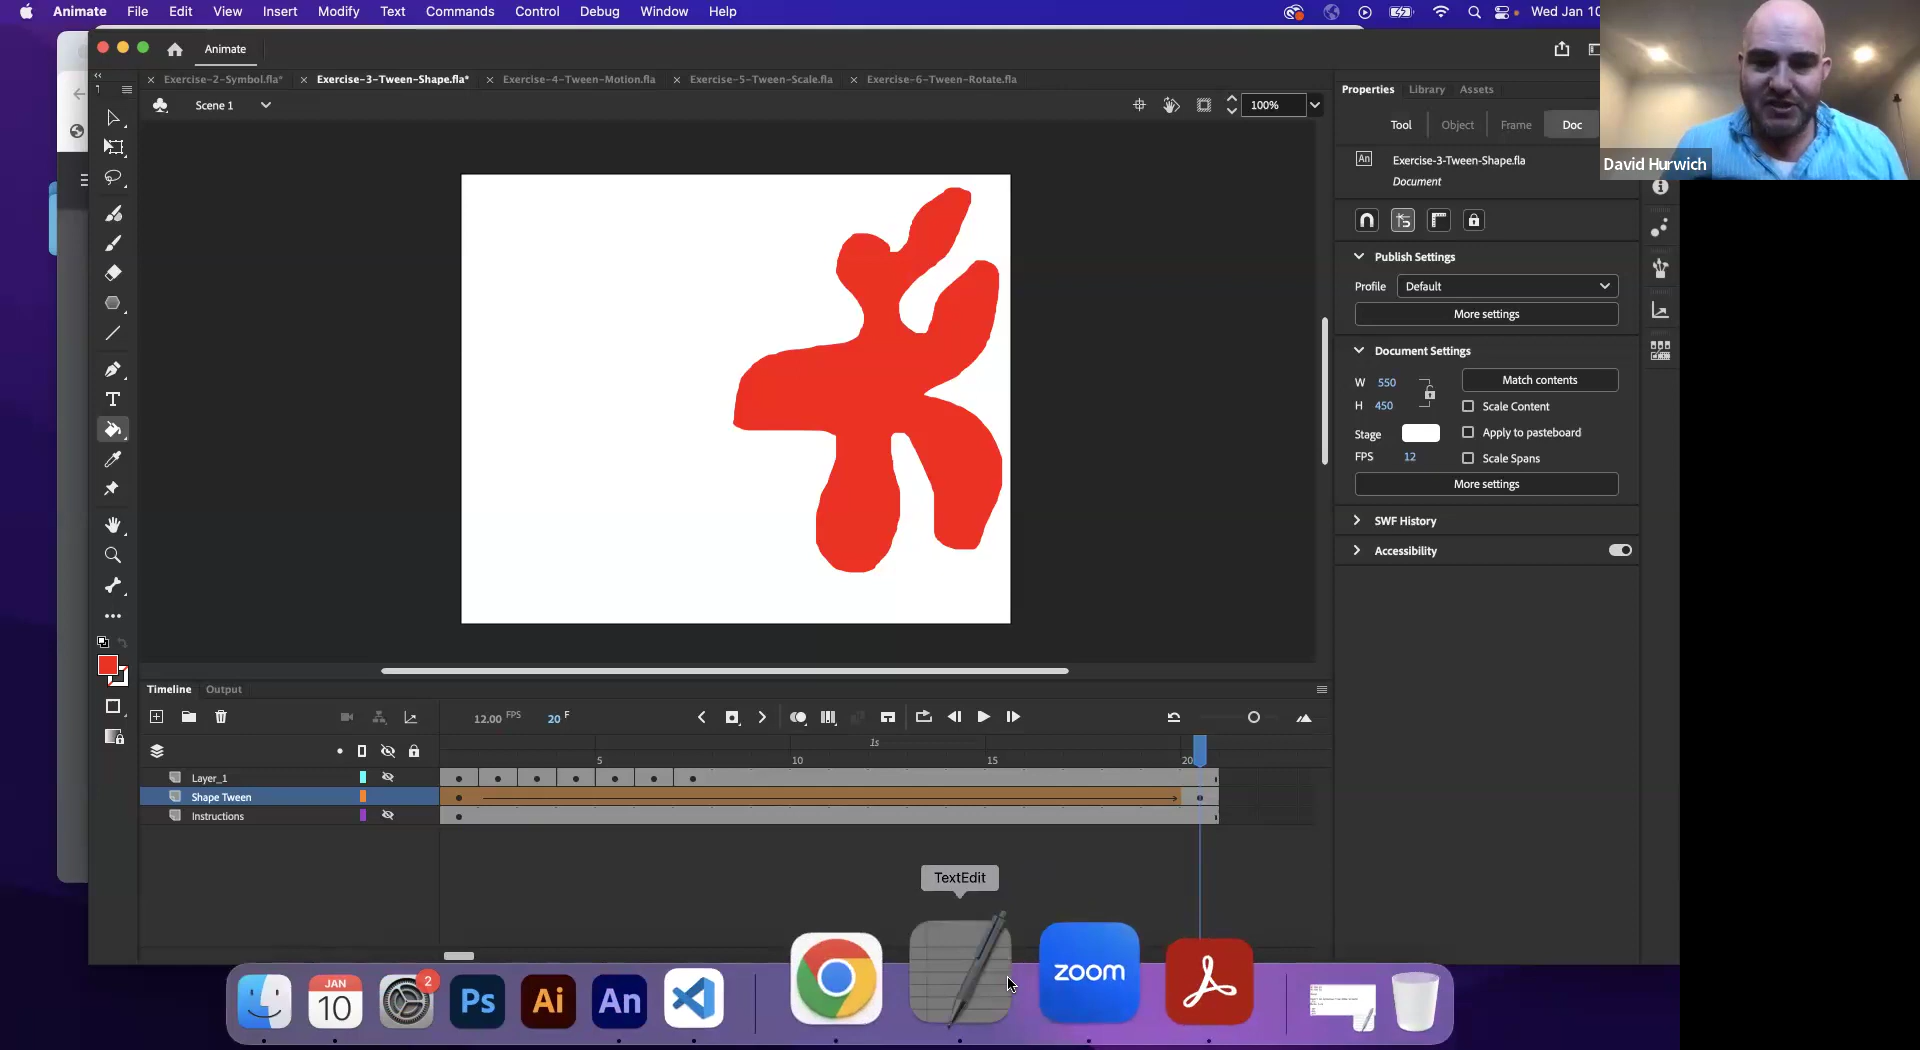 Animate File Edit View Insert Modify Text Commands Control Debug Window Help
Wed Jan 10
Animate
Exercise-2-Symbol.fla* Exercise-3-Tween-Shape.fla* Exercise-4-Tween-Motion.fla Exercise-5-Tween-Scale.fla Exercise-6-Tween-Rotate.fla
Scene 1
100%
Properties Library Assets
Tool Object Frame Doc
An
Exercise-3-Tween-Shape.fla
Document
David Hurwich
Publish Settings
Profile Default
More settings
Document Settings
W 550
Match contents
H 450
Scale Content
Stage
Apply to pasteboard
FPS 12
Scale Spans
More settings
SWF History
Accessibility
Timeline Output
12.00 FPS 20 F
1s
5 10 15 20
Layer_1
Shape Tween
Instructions
TextEdit
JAN
10
2
Ps
Ai
An
zoom